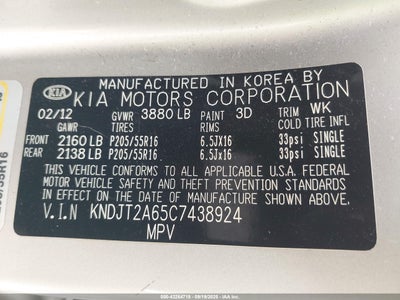 MANUFACTURED IN KOREA BY
KIA KIA MOTORS CORPORATION
02/12 GVWR 3880 LB PAINT 3D TRIM WK
GAWR TIRES RIMS COLD TIRE INFL
FRONT 2160 LB P205/55R16 6.5JX16 33psi SINGLE
REAR 2138 LB P205/55R16 6.5JX16 33psi SINGLE
THIS VEHICLE CONFORMS TO ALL APPLICABLE U.S.A. FEDERAL
MOTOR VEHICLE SAFETY, BUMPER,
AND THEFT PREVENTION STANDARDS IN
EFFECT ON THE DATE OF
MANUFACTURE SHOWN ABOVE.
V.I.N KNDJT2A65C7438924
MPV